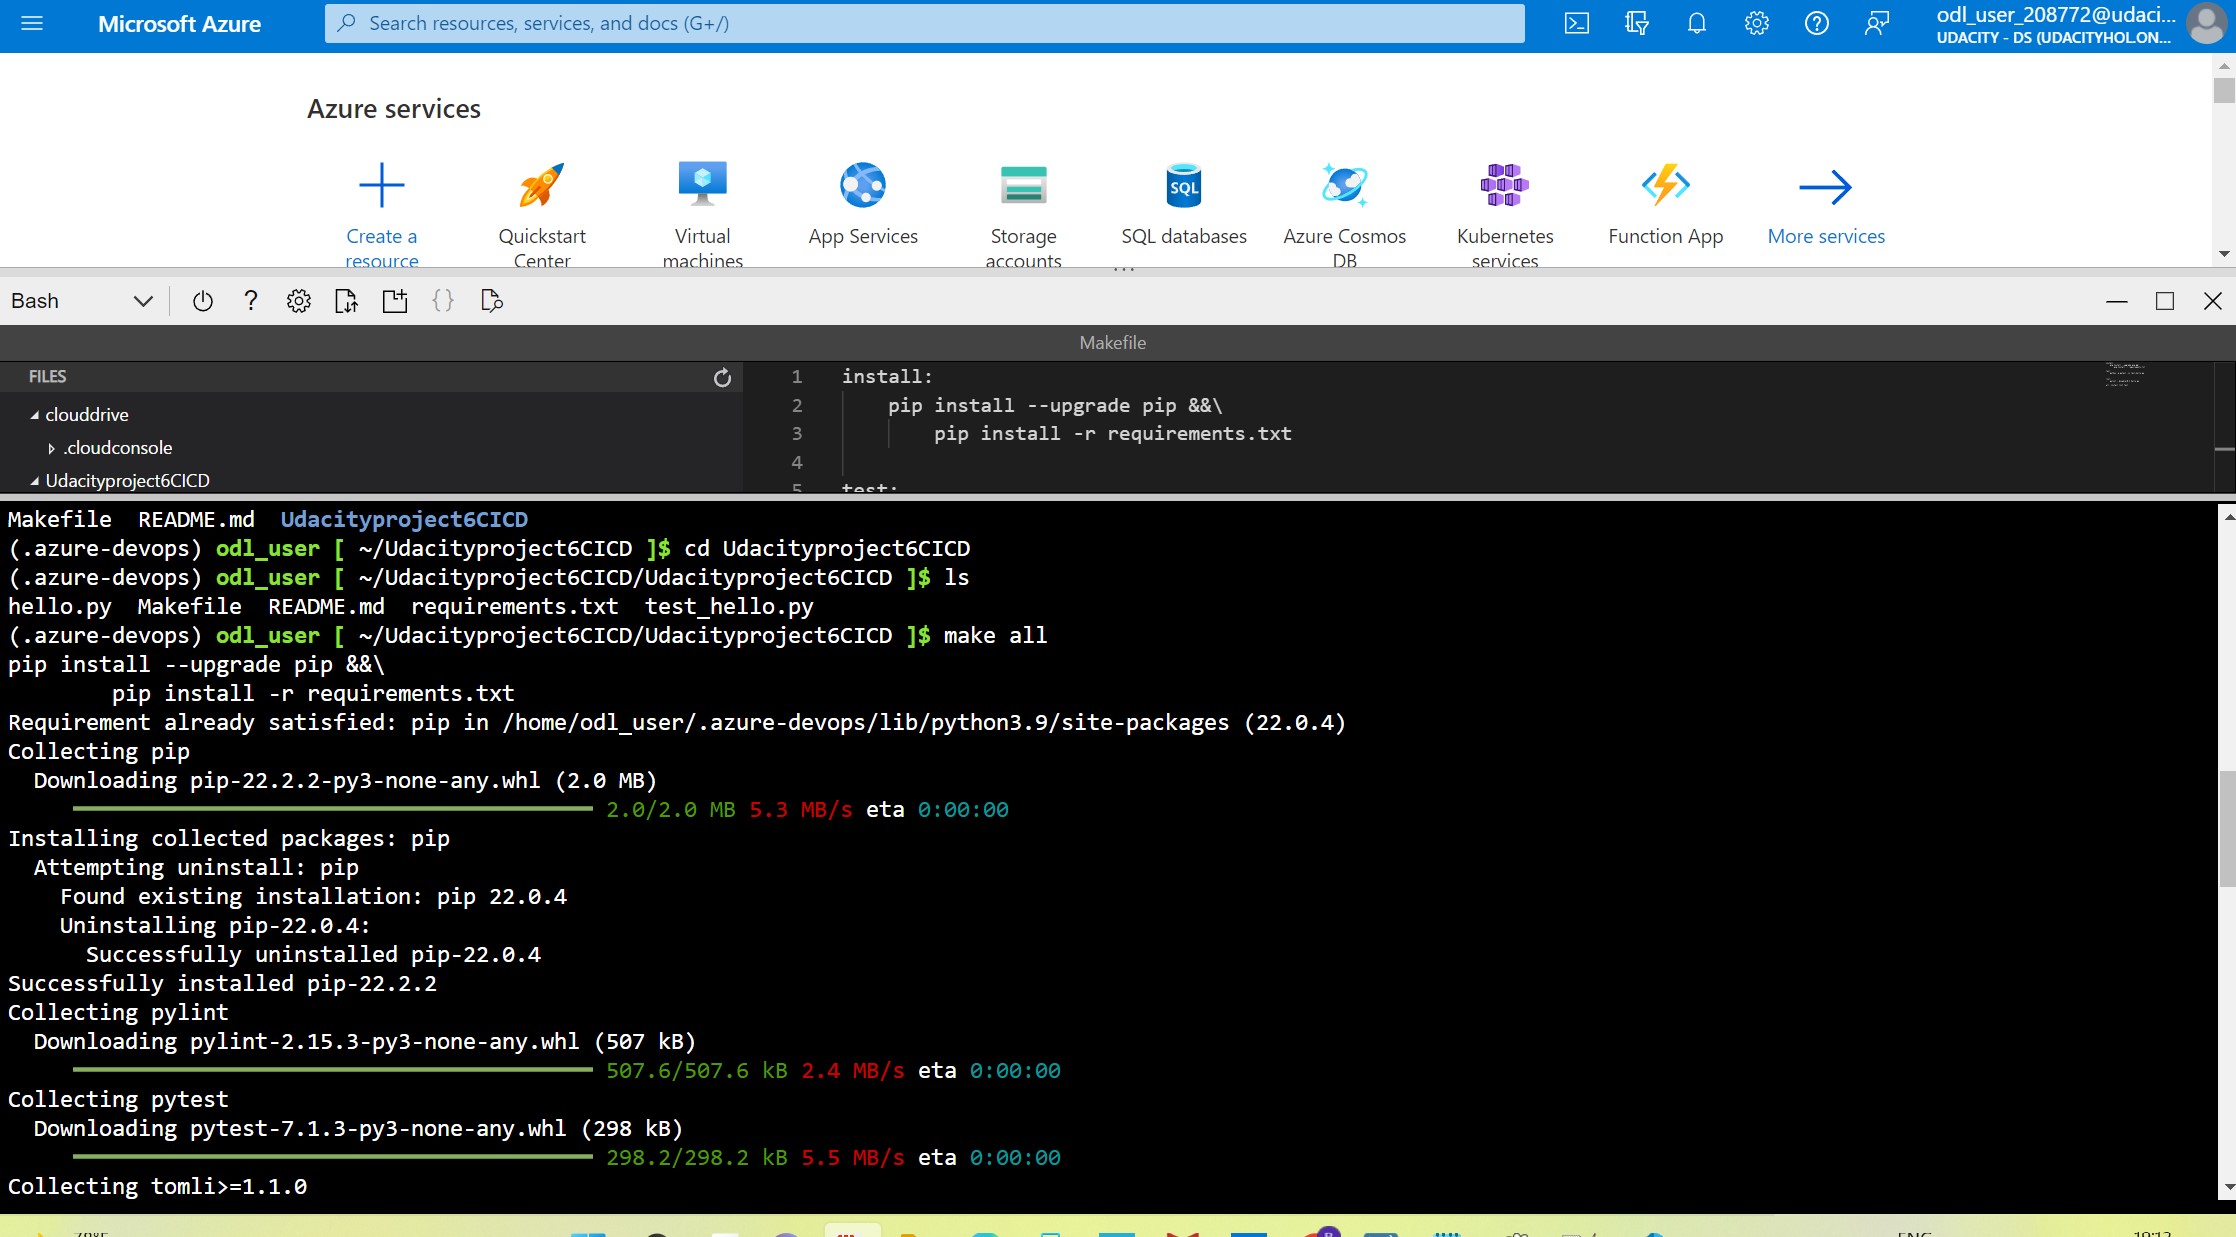 Microsoft Azure
Search resources, services, and docs (G+/)
odl_user_208772@udaci...
UDACITY - DS (UDACITYHOL.ON...
Azure services
Create a resource
Quickstart Center
Virtual machines
App Services
Storage accounts
SQL
SQL databases
Azure Cosmos DB
Kubernetes services
Function App
More services
Bash
Makefile
FILES
clouddrive
.cloudconsole
Udacityproject6CICD
1 install:
2 pip install --upgrade pip &&\
3 pip install -r requirements.txt
4
5 test:
Makefile README.md Udacityproject6CICD
(.azure-devops) odl_user [ ~/Udacityproject6CICD ]$ cd Udacityproject6CICD
(.azure-devops) odl_user [ ~/Udacityproject6CICD/Udacityproject6CICD ]$ ls
hello.py Makefile README.md requirements.txt test_hello.py
(.azure-devops) odl_user [ ~/Udacityproject6CICD/Udacityproject6CICD ]$ make all
pip install --upgrade pip &&\
pip install -r requirements.txt
Requirement already satisfied: pip in /home/odl_user/.azure-devops/lib/python3.9/site-packages (22.0.4)
Collecting pip
Downloading pip-22.2.2-py3-none-any.whl (2.0 MB)
2.0/2.0 MB 5.3 MB/s eta 0:00:00
Installing collected packages: pip
Attempting uninstall: pip
Found existing installation: pip 22.0.4
Uninstalling pip-22.0.4:
Successfully uninstalled pip-22.0.4
Successfully installed pip-22.2.2
Collecting pylint
Downloading pylint-2.15.3-py3-none-any.whl (507 kB)
507.6/507.6 kB 2.4 MB/s eta 0:00:00
Collecting pytest
Downloading pytest-7.1.3-py3-none-any.whl (298 kB)
298.2/298.2 kB 5.5 MB/s eta 0:00:00
Collecting tomli>=1.1.0